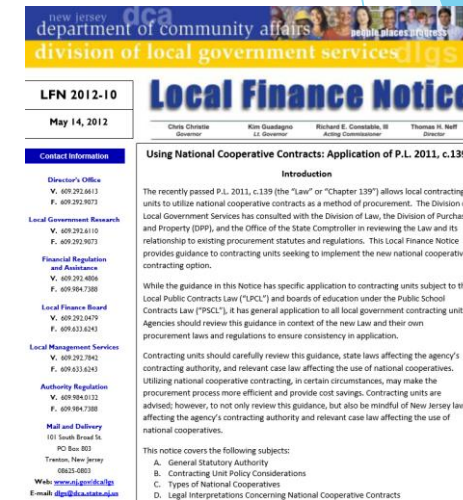 new jersey dca
department of community affairs
people places progress
division of local government services
dlgs
LFN 2012-10
May 14, 2012
Contact Information
Director's Office
V. 609.292.6613
F. 609.292.9073
Local Government Research
V. 609.292.6110
F. 609.292.9073
Financial Regulation
and Assistance
V. 609.292.4806
F. 609.984.7388
Local Finance Board
V. 609.292.0479
F. 609.633.6243
Local Management Services
V. 609.292.7842
F. 609.633.6243
Authority Regulation
V. 609.984.0132
F. 609.984.7388
Mail and Delivery
101 South Broad St.
PO Box 803
Trenton, New Jersey
08625-0803
Web: www.nj.gov/dca/lgs
E-mail: dlgs@dca.state.nj.us
Local Finance Notice
Chris Christie
Governor
Kim Guadagno
Lt. Governor
Richard E. Constable, III
Acting Commissioner
Thomas H. Neff
Director
Using National Cooperative Contracts: Application of P.L. 2011, c.139
Introduction
The recently passed P.L. 2011, c.139 (the "Law" or "Chapter 139") allows local contracting
units to utilize national cooperative contracts as a method of procurement. The Division
Local Government Services has consulted with the Division of Law, the Division of Purchas
and Property (DPP), and the Office of the State Comptroller in reviewing the Law and its
relationship to existing procurement statutes and regulations. This Local Finance Notice
provides guidance to contracting units seeking to implement the new national cooperative
contracting option.
While the guidance in this Notice has specific application to contracting units subject to th
Local Public Contracts Law ("LPCL") and boards of education under the Public School
Contracts Law ("PSCL"), it has general application to all local government contracting unit
Agencies should review this guidance in context of the new Law and their own
procurement laws and regulations to ensure consistency in application.
Contracting units should carefully review this guidance, state laws affecting the agency's
contracting authority, and relevant case law affecting the use of national cooperatives.
Utilizing national cooperative contracting, in certain circumstances, may make the
procurement process more efficient and provide cost savings. Contracting units are
advised; however, to not only review this guidance, but also be mindful of New Jersey law
affecting the agency's contracting authority and relevant case law affecting the use of
national cooperatives.
This notice covers the following subjects:
A. General Statutory Authority
B. Contracting Unit Policy Considerations
C. Types of National Cooperatives
D. Legal Interpretations Concerning National Cooperative Contracts